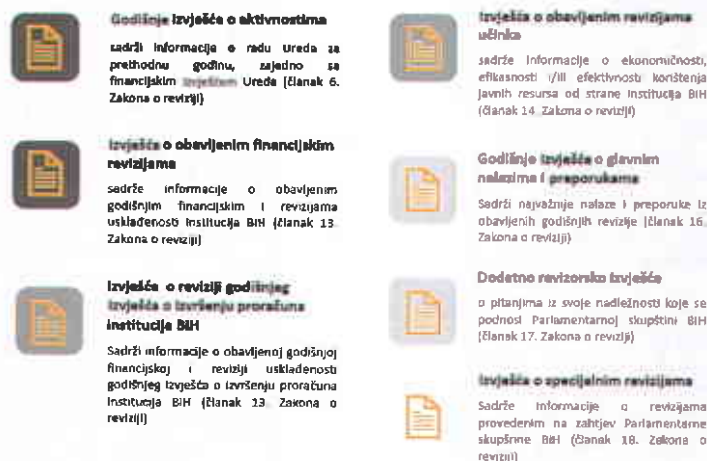 Godišnje Izvješće o aktivnostima
sadrži informacije o radu Ureda za
prethodnu godinu, zajedno sa
financijskim izvješćem Ureda (članak 6.
Zakona o reviziji)
Izvješća o obavljenim financijskim
revizijama
sadrže informacije o obavljenim
godišnjim financijskim i revizijama
usklađenosti institucija BiH (članak 13.
Zakona o reviziji)
Izvješća o reviziji godišnjeg
izvješća o izvršenju proračuna
institucija BiH
Sadrži informacije o obavljenoj godišnjoj
financijskoj i reviziji usklađenosti
godišnjeg izvješća o izvršenju proračuna
institucija BiH (članak 13. Zakona o
reviziji)
Izvješća o obavljenim revizijama
učinka
sadrže informacije o ekonomičnosti,
efikasnosti i/ili efektivnosti korištenja
javnih resursa od strane institucija BiH
(članak 14. Zakona o reviziji)
Godišnje izvješće o glavnim
nalazima i preporukama
Sadrži najvažnije nalaze i preporuke iz
obavljenih godišnjih revizije (članak 16.
Zakona o reviziji)
Dodatno revizorsko izvješće
o pitanjima iz svoje nadležnosti koje se
podnosi Parlamentarnoj skupštini BiH
(članak 17. Zakona o reviziji)
Izvješća o specijalnim revizijama
Sadrže informacije o revizijama
provedenim na zahtjev Parlamentarne
skupšine BiH (članak 18. Zakona o
reviziji)